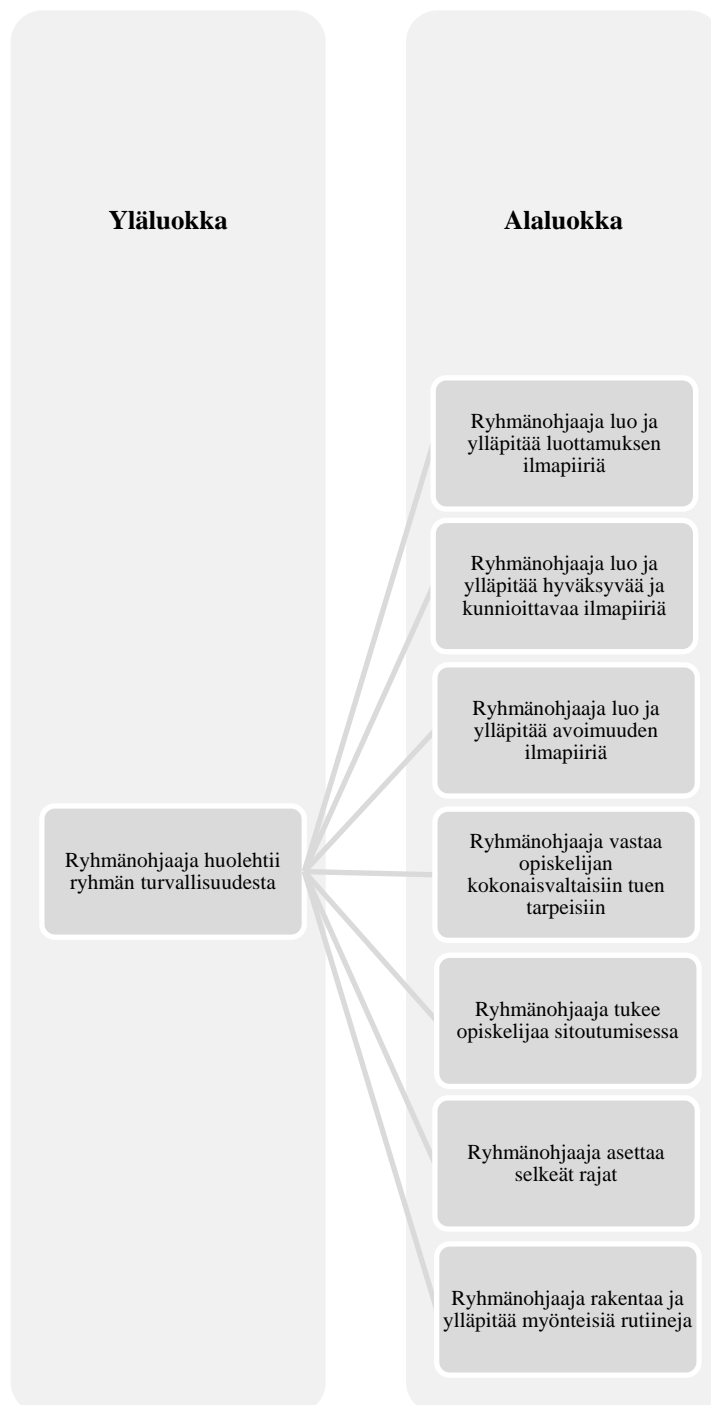 Yläluokka
Alaluokka
Ryhmänohjaaja luo ja
ylläpitää luottamuksen
ilmapiiriä
Ryhmänohjaaja luo ja
ylläpitää hyväksyvää ja
kunnioittavaa ilmapiiriä
Ryhmänohjaaja luo ja
ylläpitää avoimuuden
ilmapiiriä
Ryhmänohjaaja huolehtii
ryhmän turvallisuudesta
Ryhmänohjaaja vastaa
opiskelijan
kokonaisvaltaisiin tuen
tarpeisiin
Ryhmänohjaaja tukee
opiskelijaa sitoutumisessa
Ryhmänohjaaja asettaa
selkeät rajat
Ryhmänohjaaja rakentaa ja
ylläpitää myönteisiä rutiineja